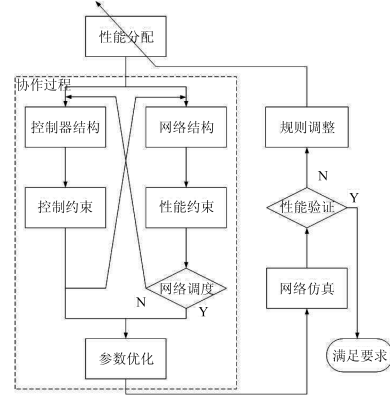 性能分配
协作过程
控制器结构
网络结构
规则调整
N
Y
控制约束
性能约束
性能验证
网络调度
N
Y
网络仿真
参数优化
满足要求